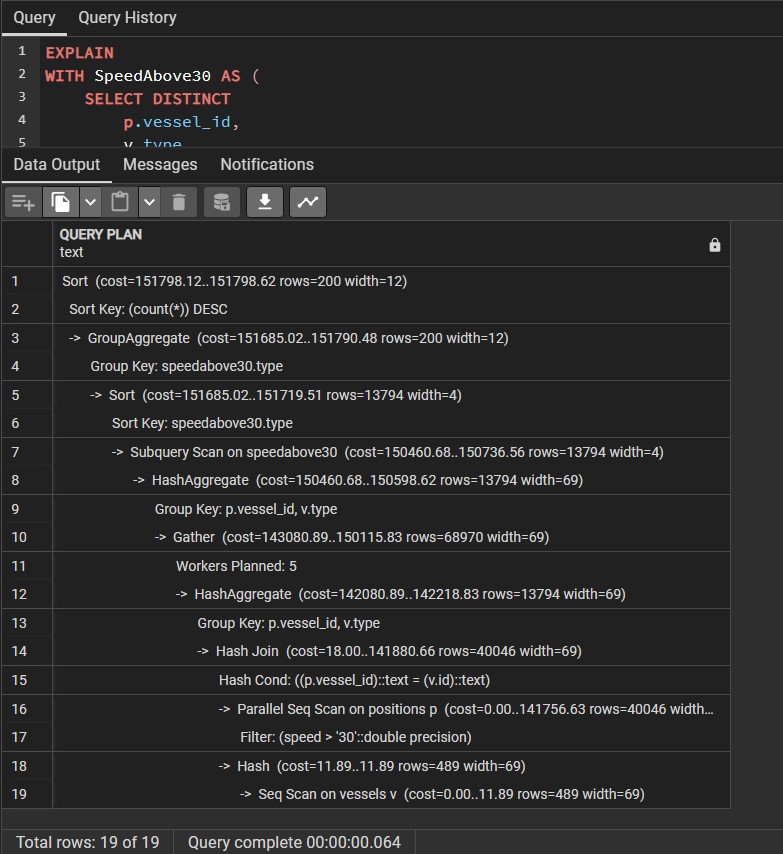 Query Query History
1 EXPLAIN
2 WITH SpeedAbove30 AS (
3 SELECT DISTINCT
4 p.vessel_id,
5 v.type
Data Output Messages Notifications
QUERY PLAN
text
1 Sort (cost=151798.12..151798.62 rows=200 width=12)
2 Sort Key: (count(*)) DESC
3 -> GroupAggregate (cost=151685.02..151790.48 rows=200 width=12)
4 Group Key: speedabove30.type
5 -> Sort (cost=151685.02..151719.51 rows=13794 width=4)
6 Sort Key: speedabove30.type
7 -> Subquery Scan on speedabove30 (cost=150460.68..150736.56 rows=13794 width=4)
8 -> HashAggregate (cost=150460.68..150598.62 rows=13794 width=69)
9 Group Key: p.vessel_id, v.type
10 -> Gather (cost=143080.89..150115.83 rows=68970 width=69)
11 Workers Planned: 5
12 -> HashAggregate (cost=142080.89..142218.83 rows=13794 width=69)
13 Group Key: p.vessel_id, v.type
14 -> Hash Join (cost=18.00..141880.66 rows=40046 width=69)
15 Hash Cond: ((p.vessel_id)::text = (v.id)::text)
16 -> Parallel Seq Scan on positions p (cost=0.00..141756.63 rows=40046 width...
17 Filter: (speed > '30'::double precision)
18 -> Hash (cost=11.89..11.89 rows=489 width=69)
19 -> Seq Scan on vessels v (cost=0.00..11.89 rows=489 width=69)
Total rows: 19 of 19 Query complete 00:00:00.064